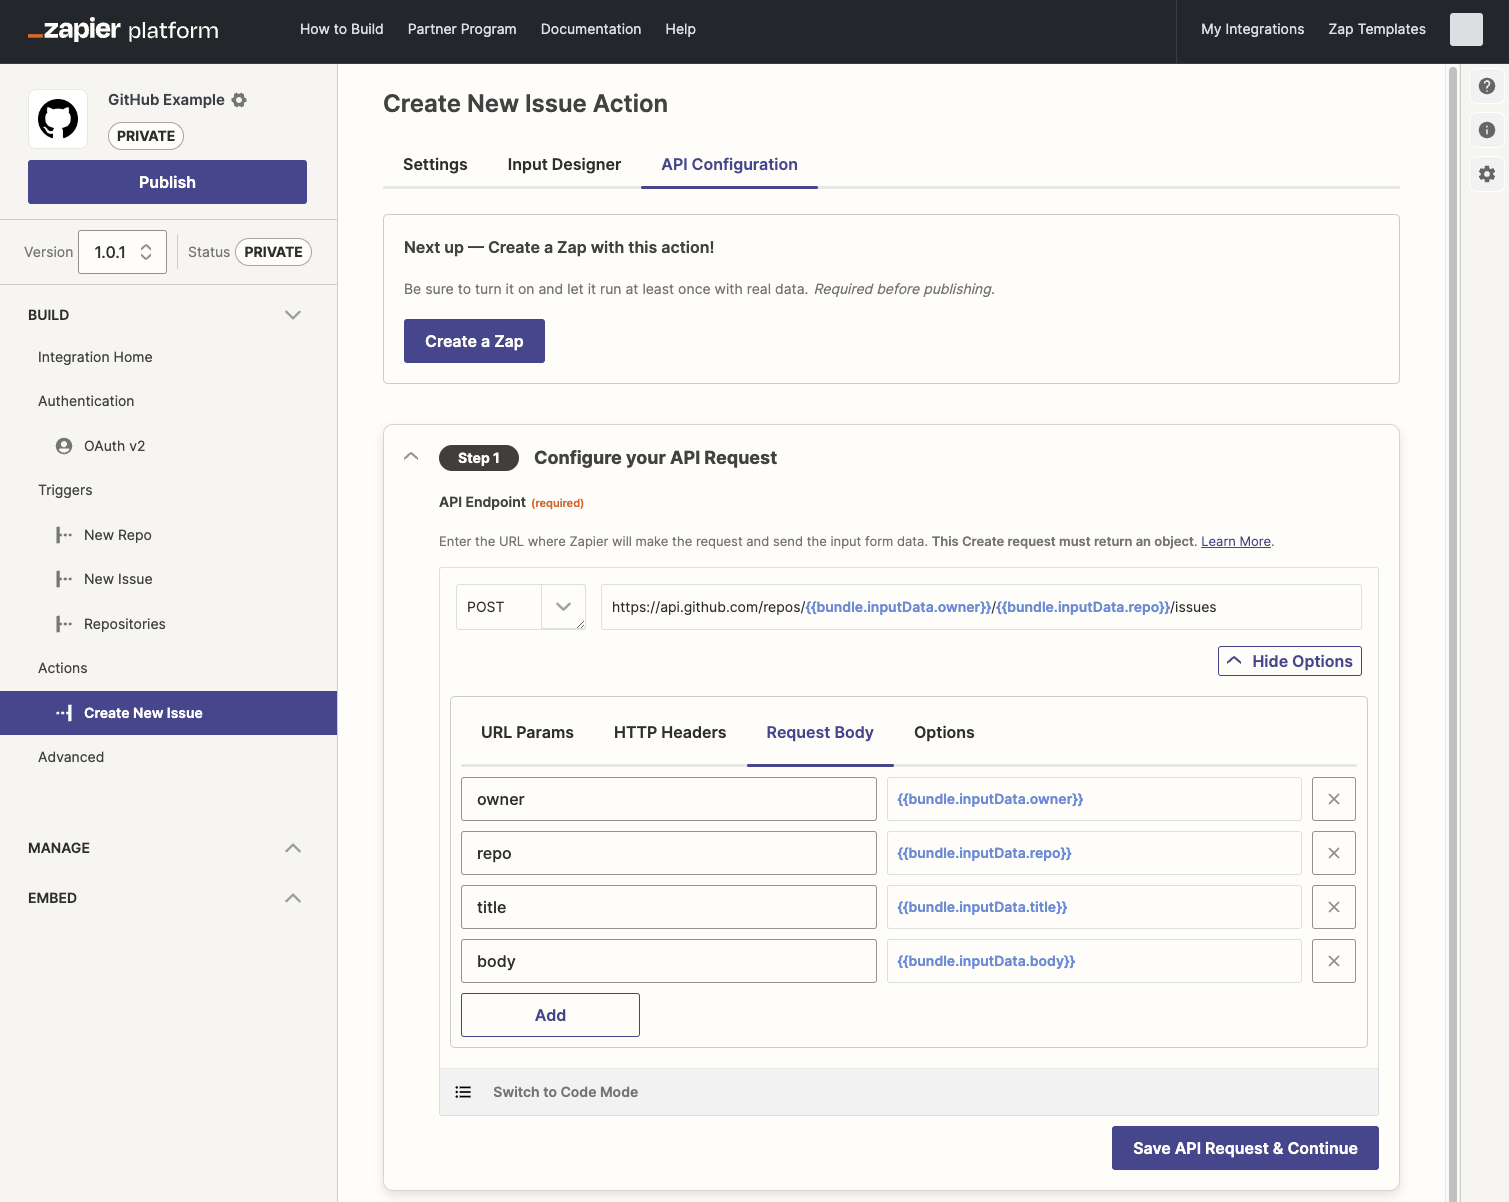 zapier platform
How to Build
Partner Program
Documentation
Help
My Integrations
Zap Templates
GitHub Example
PRIVATE
Publish
Version
1.0.1
Status
PRIVATE
BUILD
Integration Home
Authentication
OAuth v2
Triggers
New Repo
New Issue
Repositories
Actions
Create New Issue
Advanced
MANAGE
EMBED
Create New Issue Action
Settings
Input Designer
API Configuration
Next up — Create a Zap with this action!
Be sure to turn it on and let it run at least once with real data. Required before publishing.
Create a Zap
Step 1
Configure your API Request
API Endpoint (required)
Enter the URL where Zapier will make the request and send the input form data. This Create request must return an object. Learn More.
POST
https://api.github.com/repos/{{bundle.inputData.owner}}/{{bundle.inputData.repo}}/issues
Hide Options
URL Params
HTTP Headers
Request Body
Options
owner
{{bundle.inputData.owner}}
repo
{{bundle.inputData.repo}}
title
{{bundle.inputData.title}}
body
{{bundle.inputData.body}}
Add
Switch to Code Mode
Save API Request & Continue